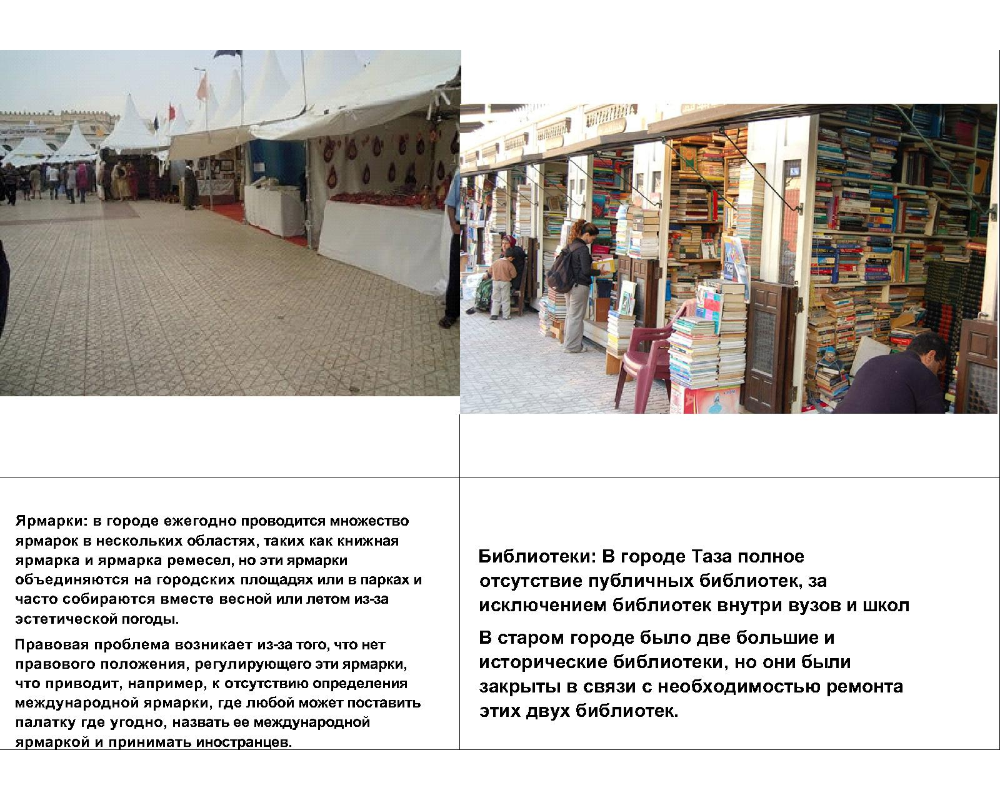 Ярмарки: в городе ежегодно проводится множество
ярмарок в нескольких областях, таких как книжная
ярмарка и ярмарка ремесел, но эти ярмарки
объединяются на городских площадях или в парках и
часто собираются вместе весной или летом из-за
эстетической погоды.
Правовая проблема возникает из-за того, что нет
правового положения, регулирующего эти ярмарки,
что приводит, например, к отсутствию определения
международной ярмарки, где любой может поставить
палатку где угодно, назвать ее международной
ярмаркой и принимать иностранцев.
Библиотеки: В городе Таза полное
отсутствие публичных библиотек, за
исключением библиотек внутри вузов и школ
В старом городе было две большие и
исторические библиотеки, но они были
закрыты в связи с необходимостью ремонта
этих двух библиотек.